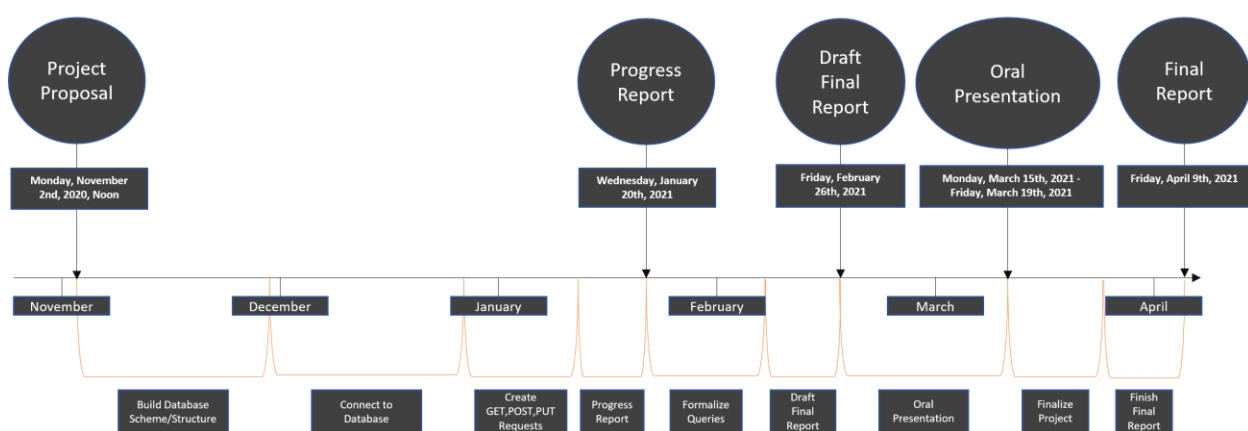 Project
Proposal
Progress
Report
Draft
Final
Report
Oral
Presentation
Final
Report
Monday, November
2nd, 2020, Noon
Wednesday, January
20th, 2021
Friday, February
26th, 2021
Monday, March 15th, 2021 -
Friday, March 19th, 2021
Friday, April 9th, 2021
November
December
January
February
March
April
Build Database
Scheme/Structure
Connect to
Database
Create
GET,POST,PUT
Requests
Progress
Report
Formalize
Queries
Draft
Final
Report
Oral
Presentation
Finalize
Project
Finish
Final
Report